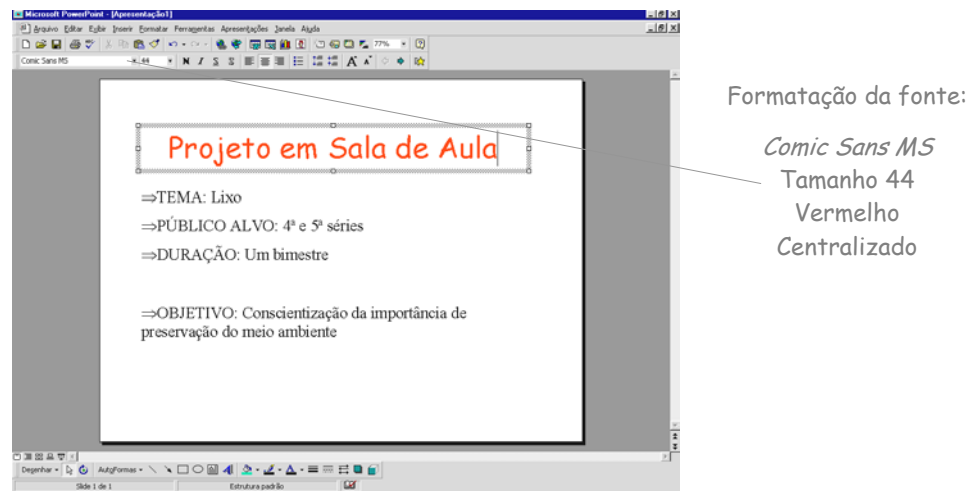 Microsoft PowerPoint - [Apresentação1]
Arquivo Editar Exibir Inserir Formatar Ferramentas Apresentações Janela Ajuda
77%
Comic Sans MS 44 N I S S
Projeto em Sala de Aula
⇒TEMA: Lixo
⇒PÚBLICO ALVO: 4ª e 5ª séries
⇒DURAÇÃO: Um bimestre
⇒OBJETIVO: Conscientização da importância de
preservação do meio ambiente
Desenhar AutoFormas
Slide 1 de 1 Estrutura padrão
Formatação da fonte:
Comic Sans MS
Tamanho 44
Vermelho
Centralizado